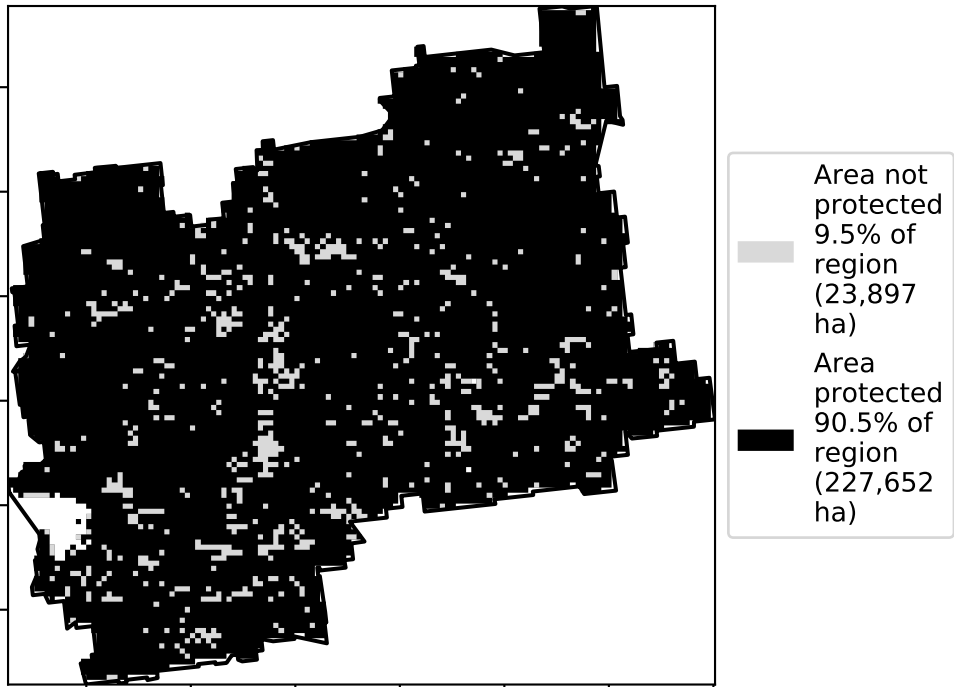 Area not
protected
9.5% of
region
(23,897
ha)
Area
protected
90.5% of
region
(227,652
ha)